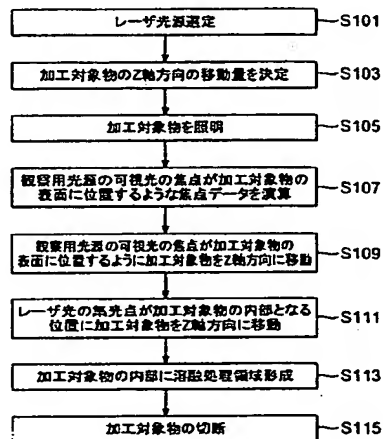 レーザ光源選定
S101
加工対象物のZ軸方向の移動量を決定
S103
加工対象物を照明
S105
観察用光源の可視光の焦点が加工対象物の
表面に位置するような焦点データを演算
S107
観察用光源の可視光の焦点が加工対象物の
表面に位置するように加工対象物をZ軸方向に移動
S109
レーザ光の集光点が加工対象物の内部となる
位置に加工対象物をZ軸方向に移動
S111
加工対象物の内部に溶融処理領域形成
S113
加工対象物の切断
S115